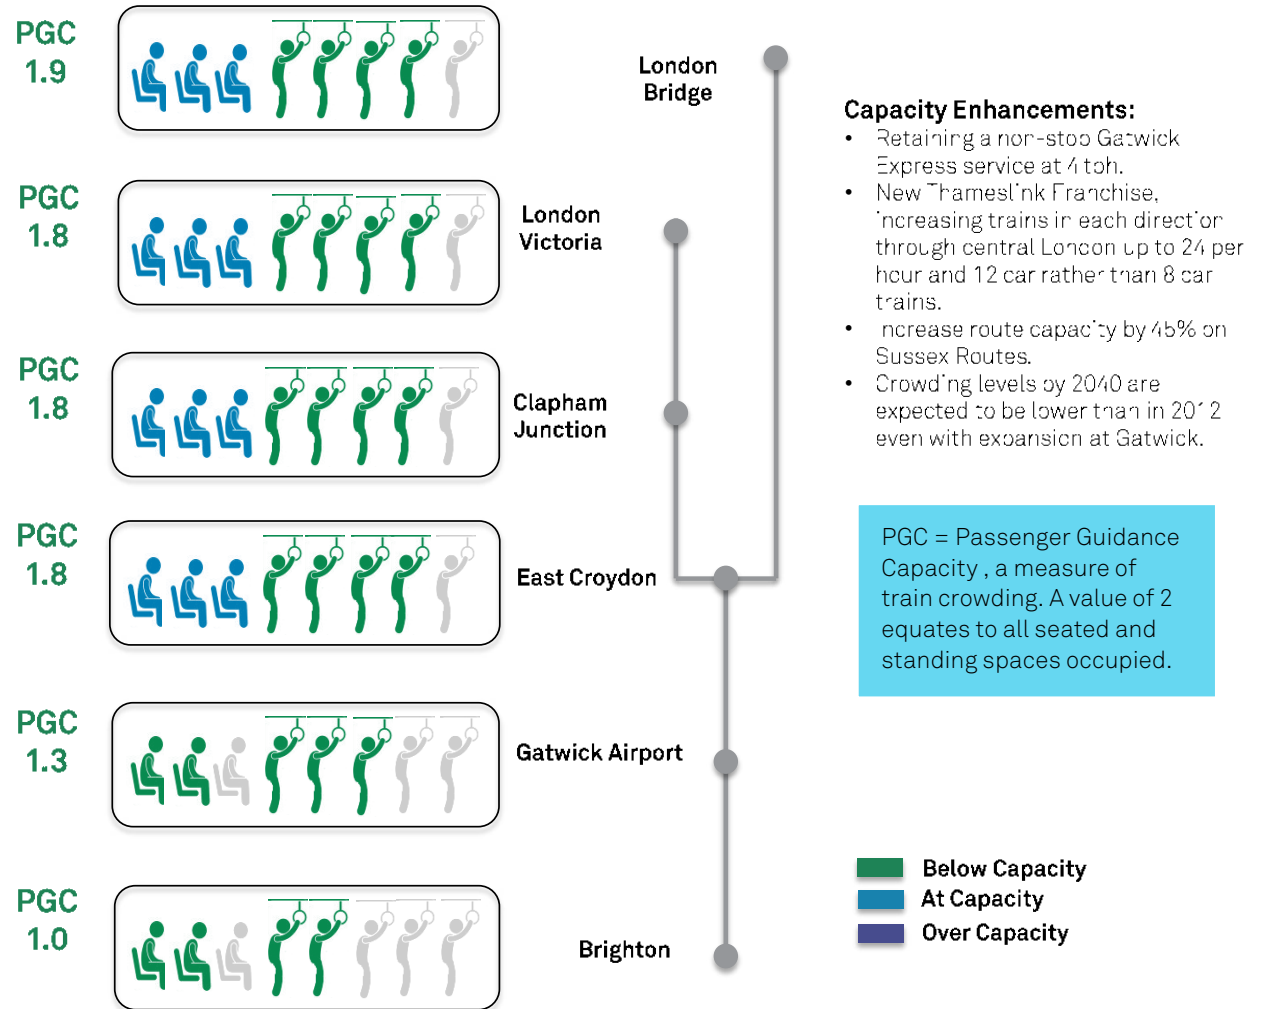 PGC
1.9
London
Bridge
PGC
1.8
London
Victoria
PGC
1.8
Clapham
Junction
PGC
1.8
East Croydon
PGC
1.3
Gatwick Airport
PGC
1.0
Brighton
Capacity Enhancements:
• Retaining a non-stop Gatwick
Express service at 4 tph.
• New Thameslink Franchise,
increasing trains in each direction
through central London up to 24 per
hour and 12 car rather than 8 car
trains.
• Increase route capacity by 45% on
Sussex Routes.
• Crowding levels by 2040 are
expected to be lower than in 2012
even with expansion at Gatwick.
PGC = Passenger Guidance
Capacity , a measure of
train crowding. A value of 2
equates to all seated and
standing spaces occupied.
Below Capacity
At Capacity
Over Capacity